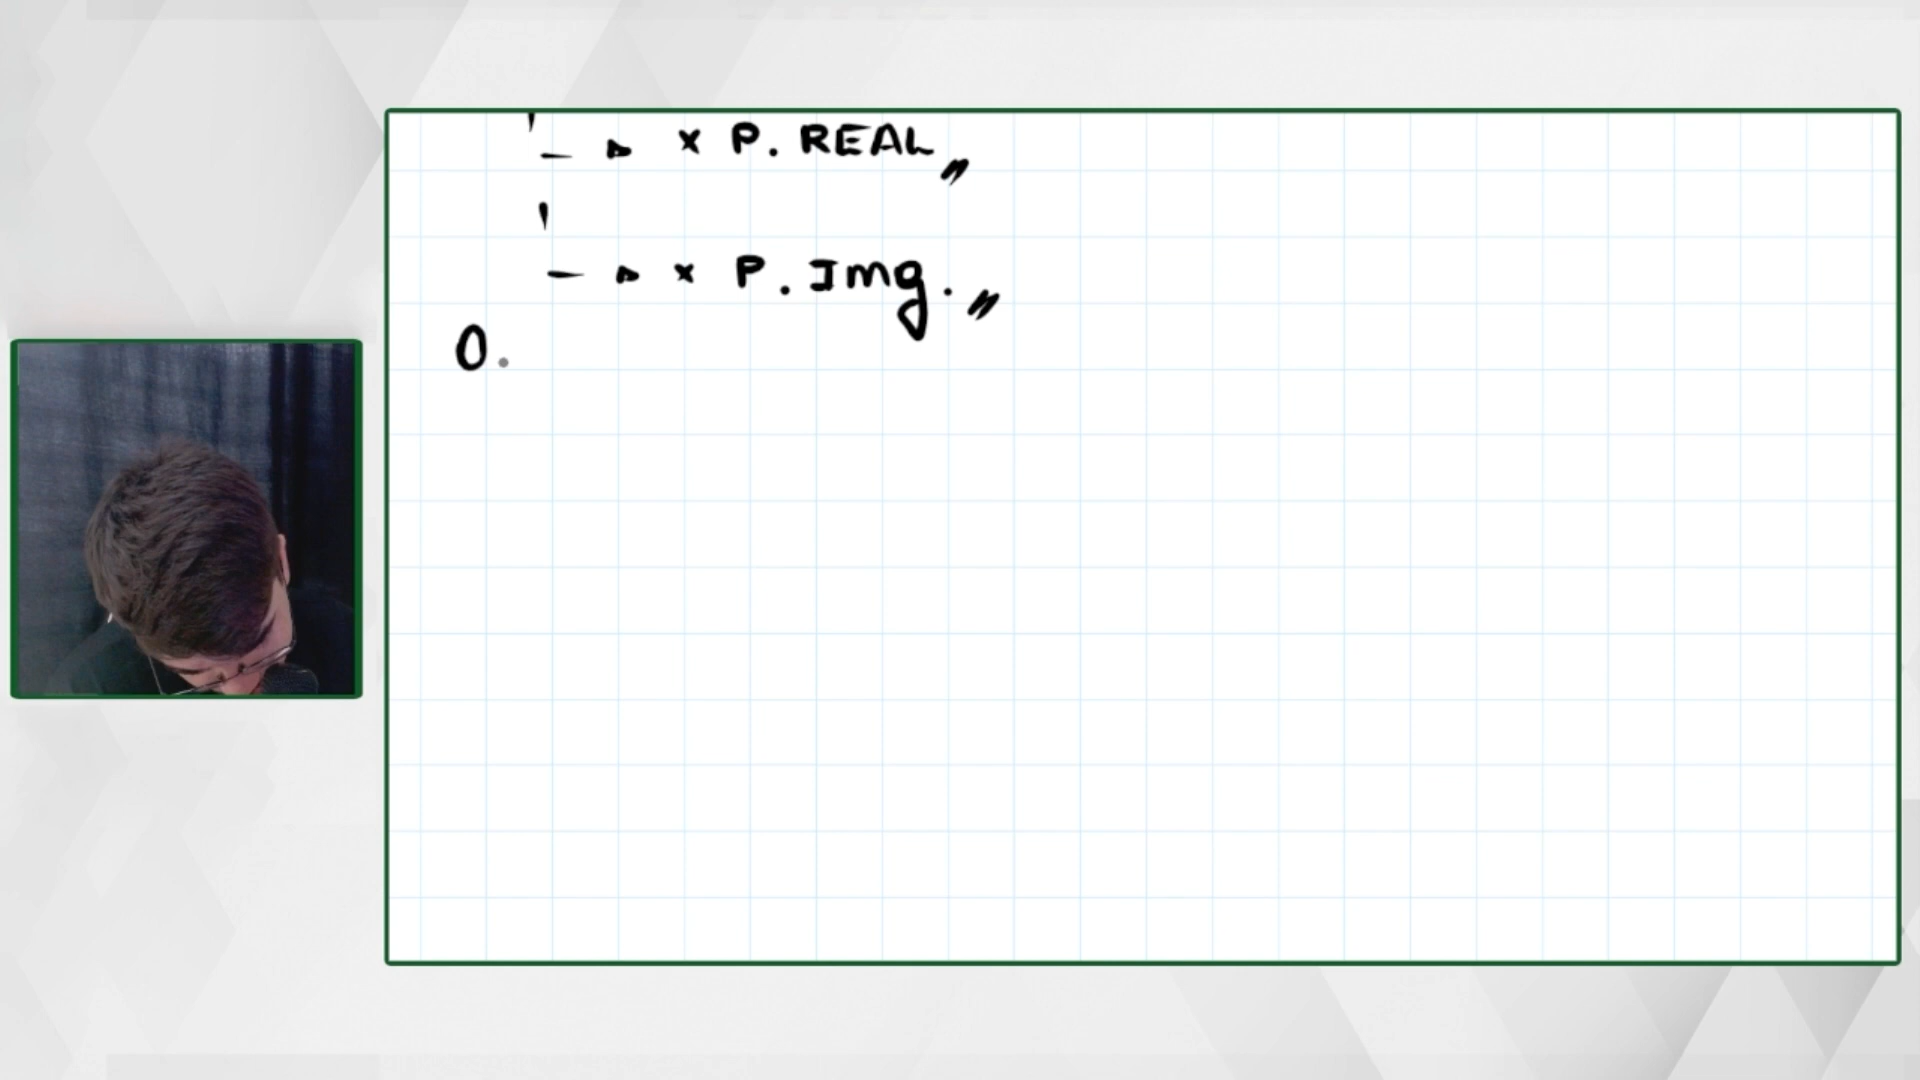 - ▷ × P. REAL〃
- ▷ × P. Img.〃
0.